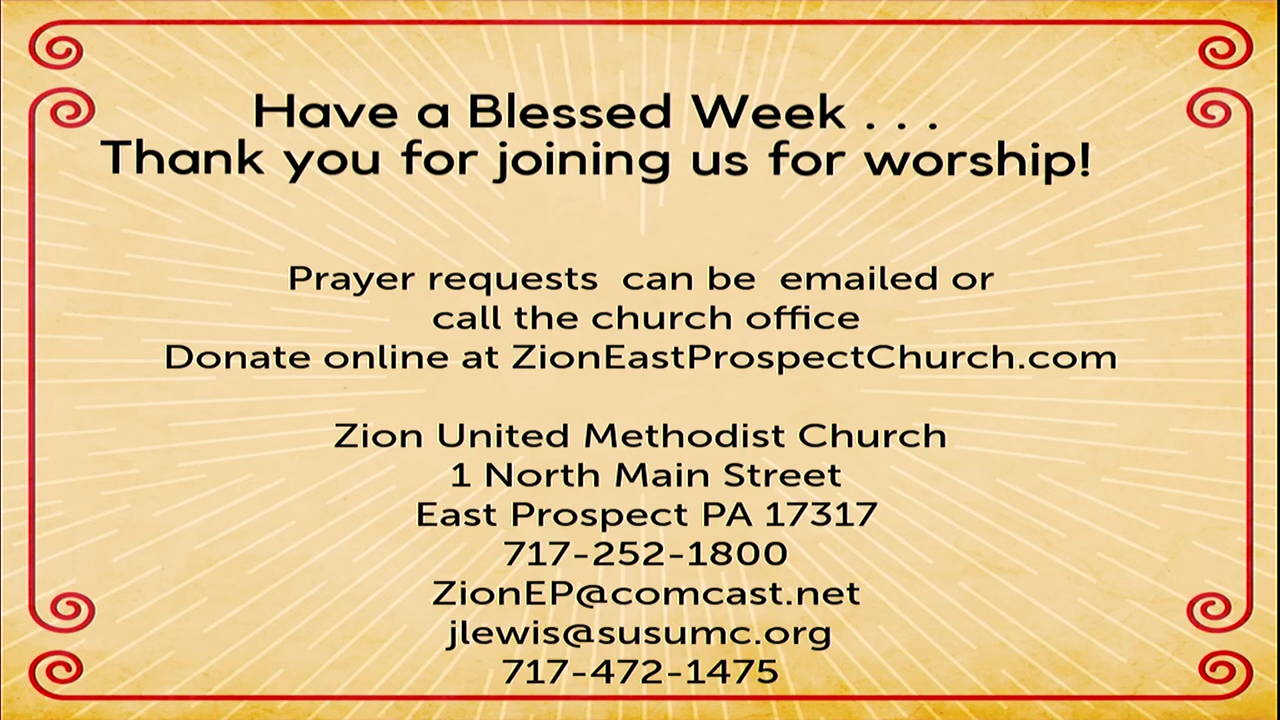 Have a Blessed Week . . .
Thank you for joining us for worship!
Prayer requests can be emailed or
call the church office
Donate online at ZionEastProspectChurch.com
Zion United Methodist Church
1 North Main Street
East Prospect PA 17317
717-252-1800
ZionEP@comcast.net
jlewis@susumc.org
717-472-1475